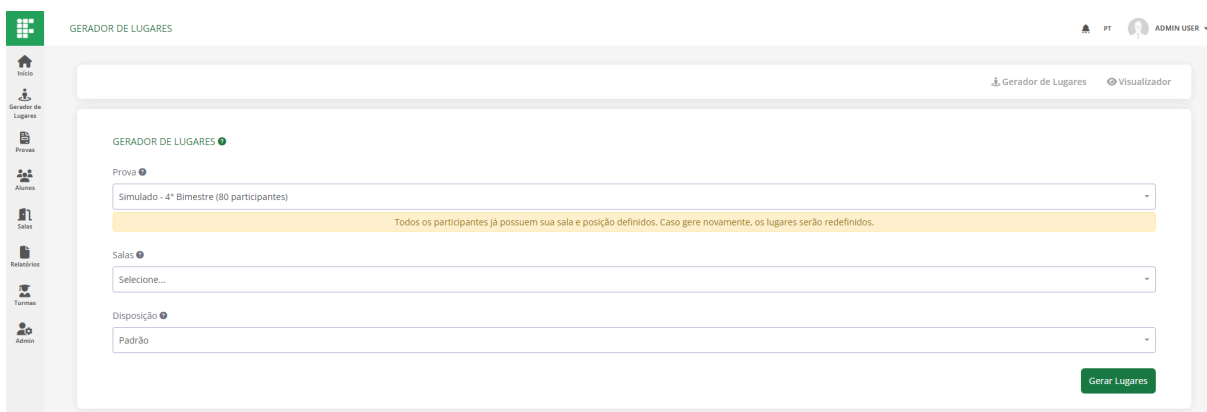 GERADOR DE LUGARES
PT
ADMIN USER
Início
Gerador de
Lugares
Provas
Alunos
Salas
Relatórios
Turmas
Admin
Gerador de Lugares
Visualizador
GERADOR DE LUGARES
Prova
Simulado - 4° Bimestre (80 participantes)
Todos os participantes já possuem sua sala e posição definidos. Caso gere novamente, os lugares serão redefinidos.
Salas
Selecione...
Disposição
Padrão
Gerar Lugares